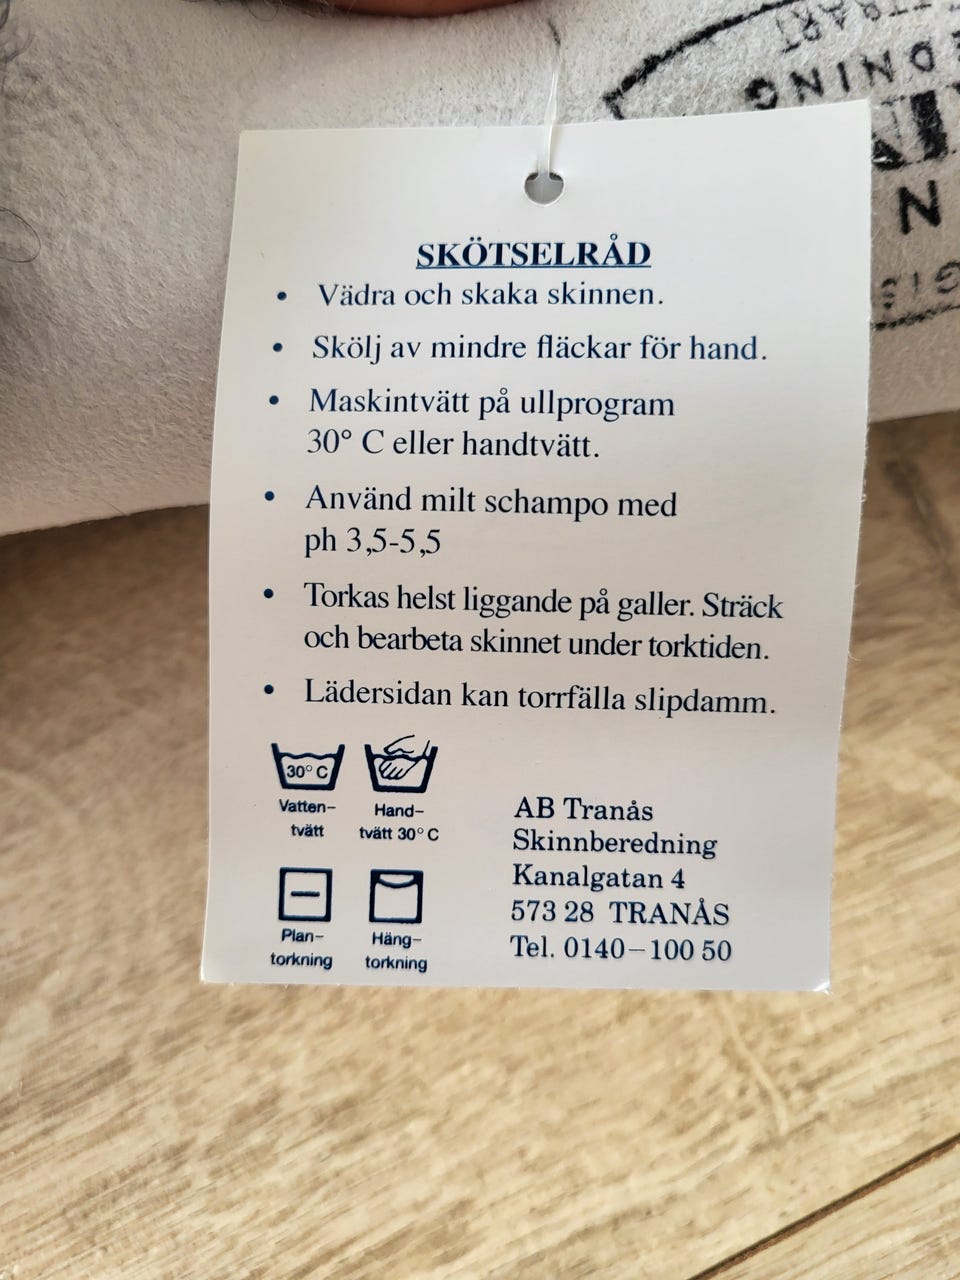 SKÖTSELRÅD
• Vädra och skaka skinnen.
• Skölj av mindre fläckar för hand.
• Maskintvätt på ullprogram
30° C eller handtvätt.
• Använd milt schampo med
ph 3,5-5,5
• Torkas helst liggande på galler. Sträck
och bearbeta skinnet under torktiden.
• Lädersidan kan torrfälla slipdamm.
30° C
Vatten-
tvätt
Hand-
tvätt 30° C
Plan-
torkning
Häng-
torkning
AB Tranås
Skinnberedning
Kanalgatan 4
573 28 TRANÅS
Tel. 0140-100 50